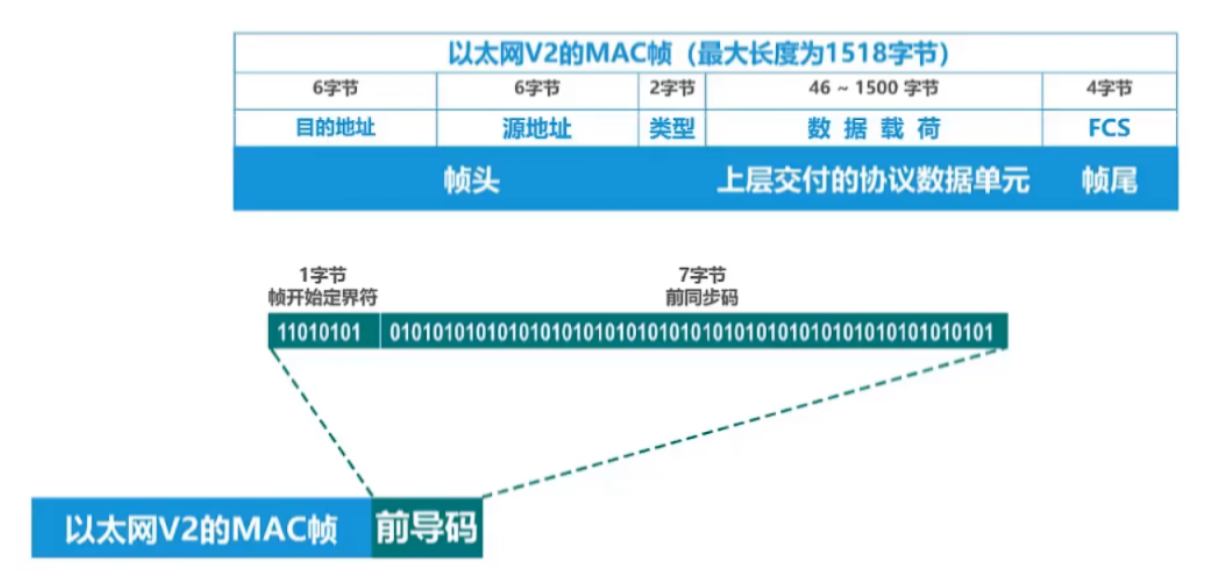 以太网V2的MAC帧（最大长度为1518字节）
6字节 6字节 2字节 46 ~ 1500 字节 4字节
目的地址 源地址 类型 数 据 载 荷 FCS
帧头 上层交付的协议数据单元 帧尾
1字节 7字节
帧开始定界符 前同步码
11010101 01010101010101010101010101010101010101010101010101010101
以太网V2的MAC帧 前导码